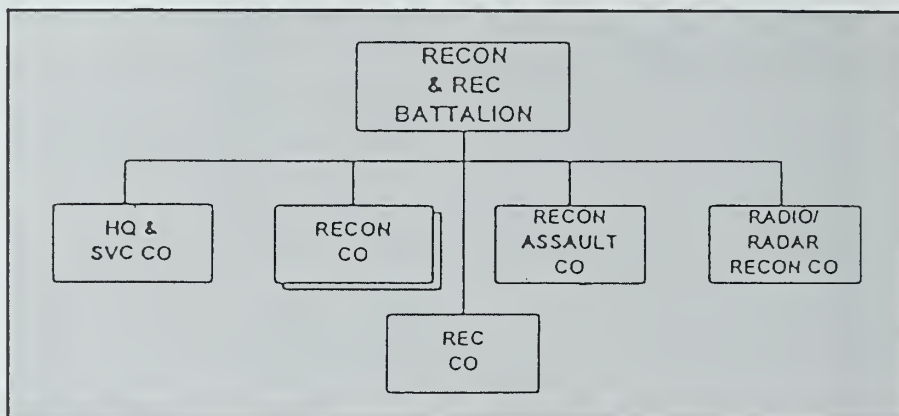 RECON
& REC
BATTALION
HQ &
SVC CO
RECON
CO
RECON
ASSAULT
CO
RADIO/
RADAR
RECON CO
REC
CO